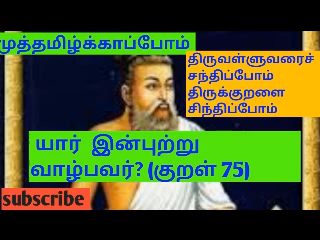 முத்தமிழ்க்காப்போம்
திருவள்ளுவரைச்
சந்திப்போம்
திருக்குறளை
சிந்திப்போம்
யார் இன்புற்று
வாழ்பவர்? (குறள் 75)
subscribe